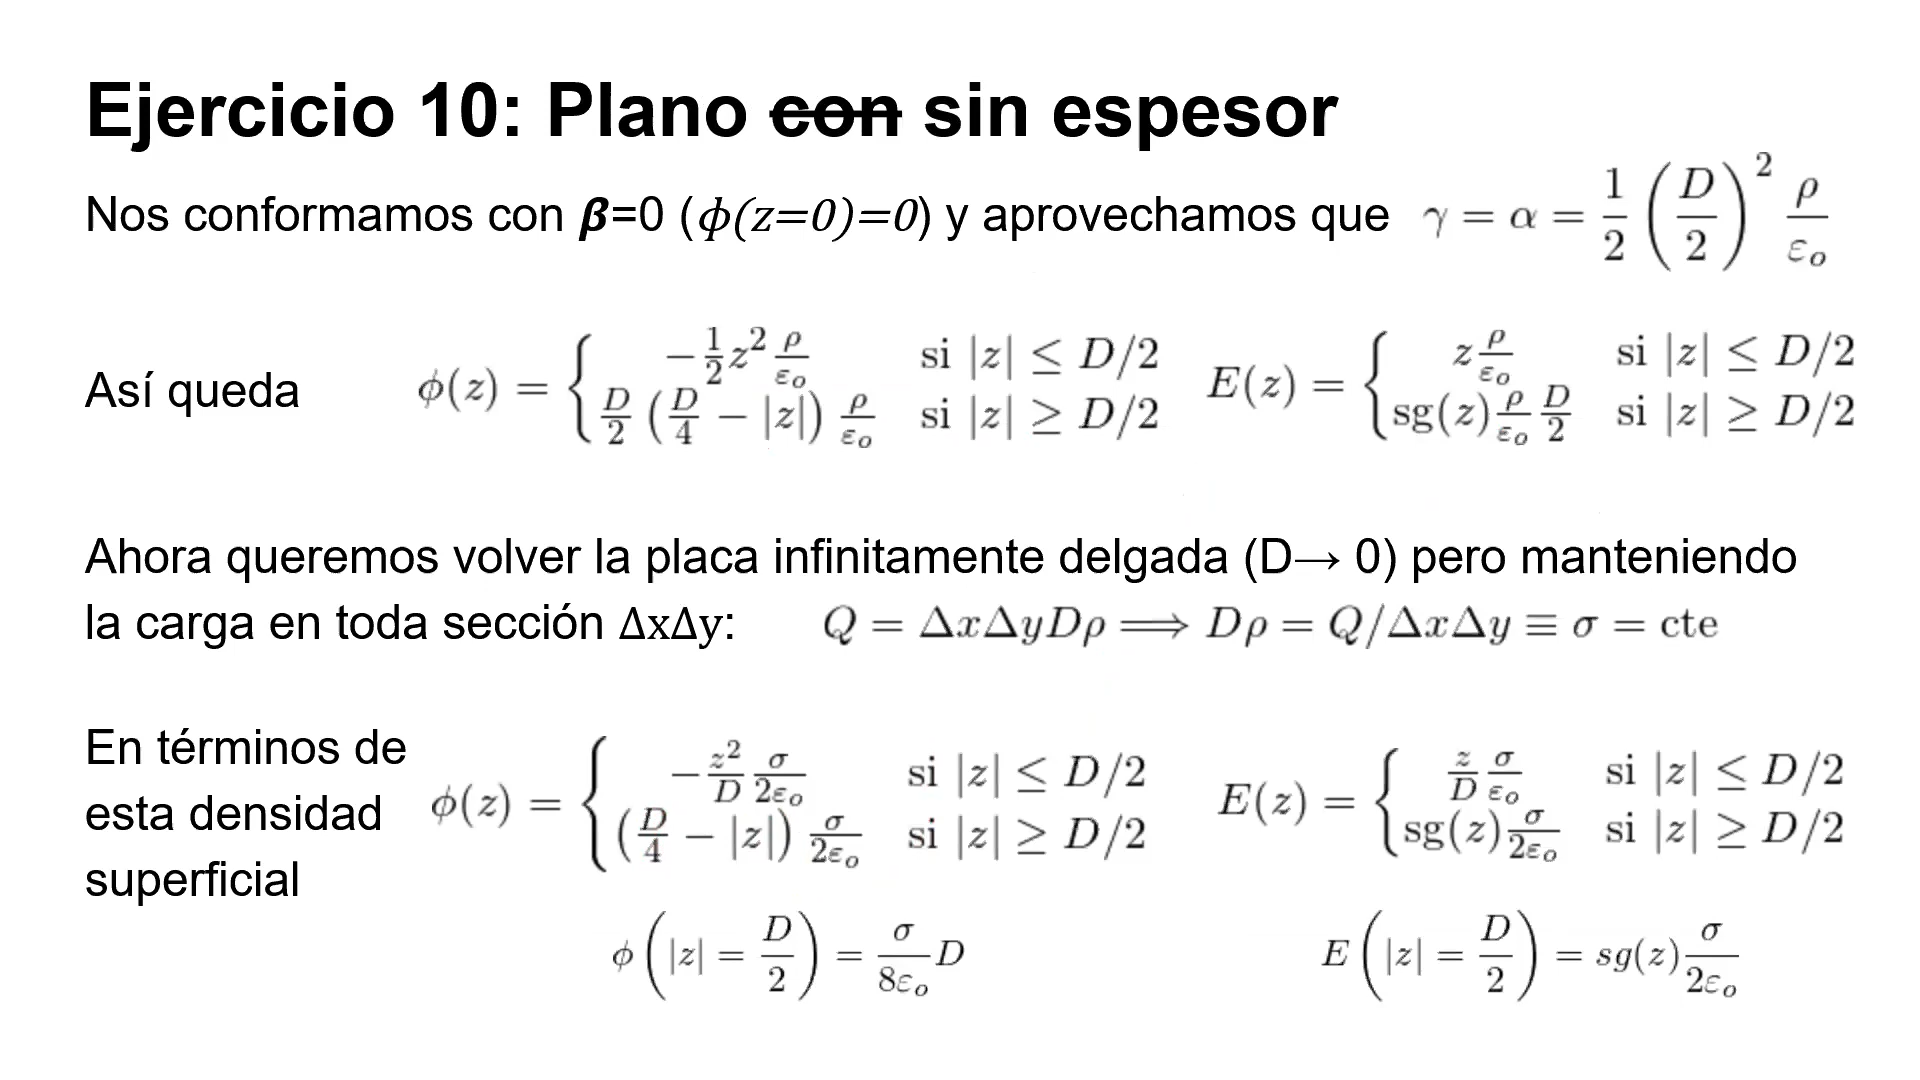 Ejercicio 10: Plano con sin espesor
Nos conformamos con β=0 (ϕ(z=0)=0) y aprovechamos que γ = α = 1/2 (D/2)² ρ/ε₀
Así queda ϕ(z) = { -1/2 z² ρ/ε₀ si |z| ≤ D/2 E(z) = { z ρ/ε₀ si |z| ≤ D/2
D/2 (D/4 − |z|) ρ/ε₀ si |z| ≥ D/2 sg(z) ρ/ε₀ D/2 si |z| ≥ D/2
Ahora queremos volver la placa infinitamente delgada (D→ 0) pero manteniendo
la carga en toda sección ΔxΔy: Q = ΔxΔyDρ ⟹ Dρ = Q/ΔxΔy ≡ σ = cte
En términos de
esta densidad
superficial
ϕ(z) = { -z²/D σ/2ε₀ si |z| ≤ D/2 E(z) = { z/D σ/ε₀ si |z| ≤ D/2
(D/4 − |z|) σ/2ε₀ si |z| ≥ D/2 sg(z) σ/2ε₀ si |z| ≥ D/2
ϕ(|z| = D/2) = σ/8ε₀ D E(|z| = D/2) = sg(z) σ/2ε₀